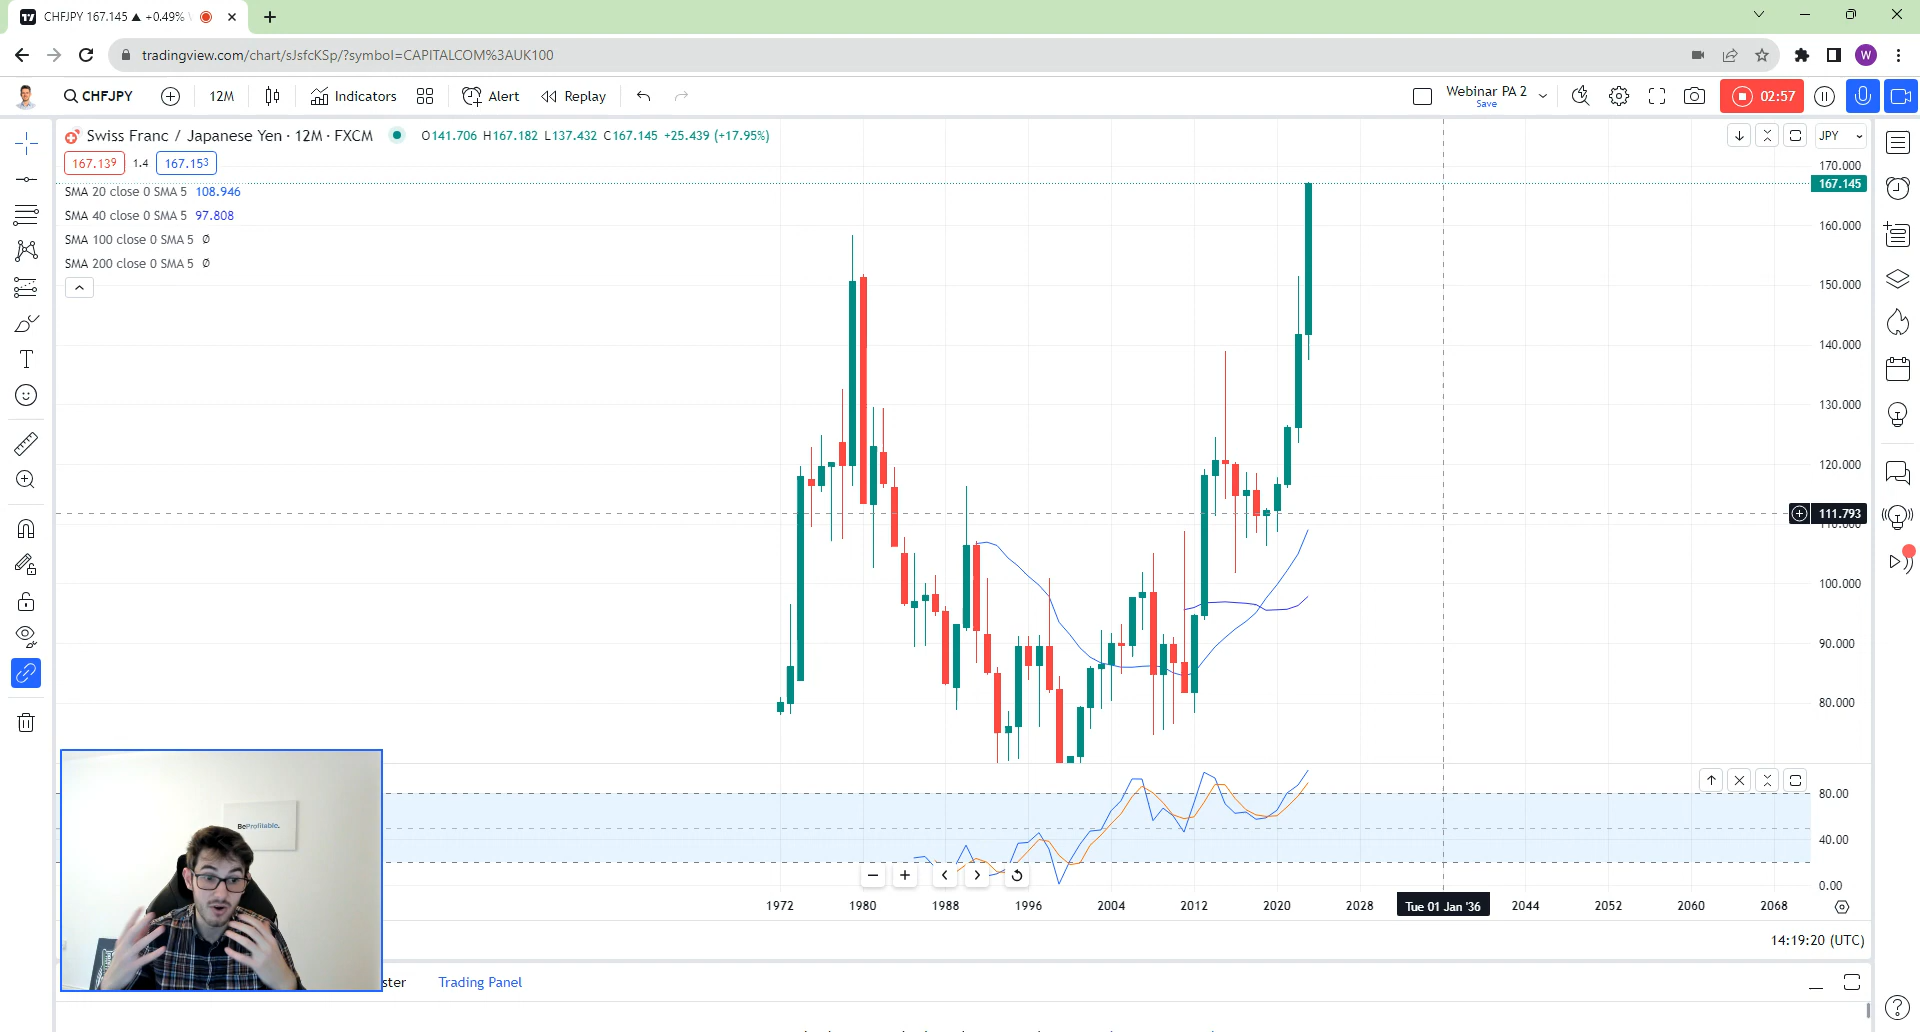 CHFJPY 167.145 ▲ +0.49%
tradingview.com/chart/sJsfcKSp/?symbol=CAPITALCOM%3AUK100
W
CHFJPY 12M Indicators Alert Replay
Webinar PA 2
Save
02:57
Swiss Franc / Japanese Yen · 12M · FXCM O141.706 H167.182 L137.432 C167.145 +25.439 (+17.95%)
JPY
167.139 1.4 167.153
SMA 20 close 0 SMA 5 108.946
SMA 40 close 0 SMA 5 97.808
SMA 100 close 0 SMA 5 Ø
SMA 200 close 0 SMA 5 Ø
170.000
167.145
160.000
150.000
140.000
130.000
120.000
111.793
110.000
100.000
90.000
80.000
80.00
40.00
0.00
BeProfitable.
1972 1980 1988 1996 2004 2012 2020 2028 Tue 01 Jan '36 2044 2052 2060 2068
14:19:20 (UTC)
ster Trading Panel